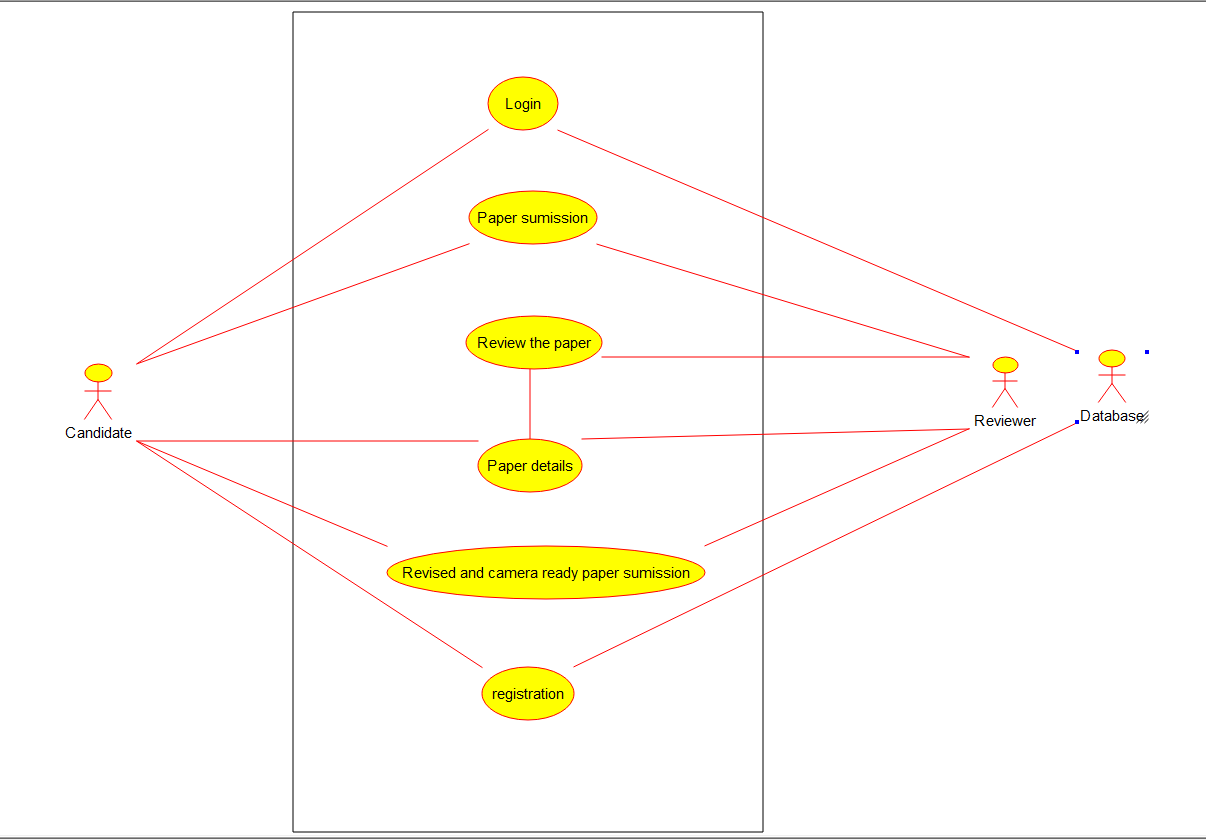 Login
Paper sumission
Review the paper
Candidate
Reviewer
Database
Paper details
Revised and camera ready paper sumission
registration